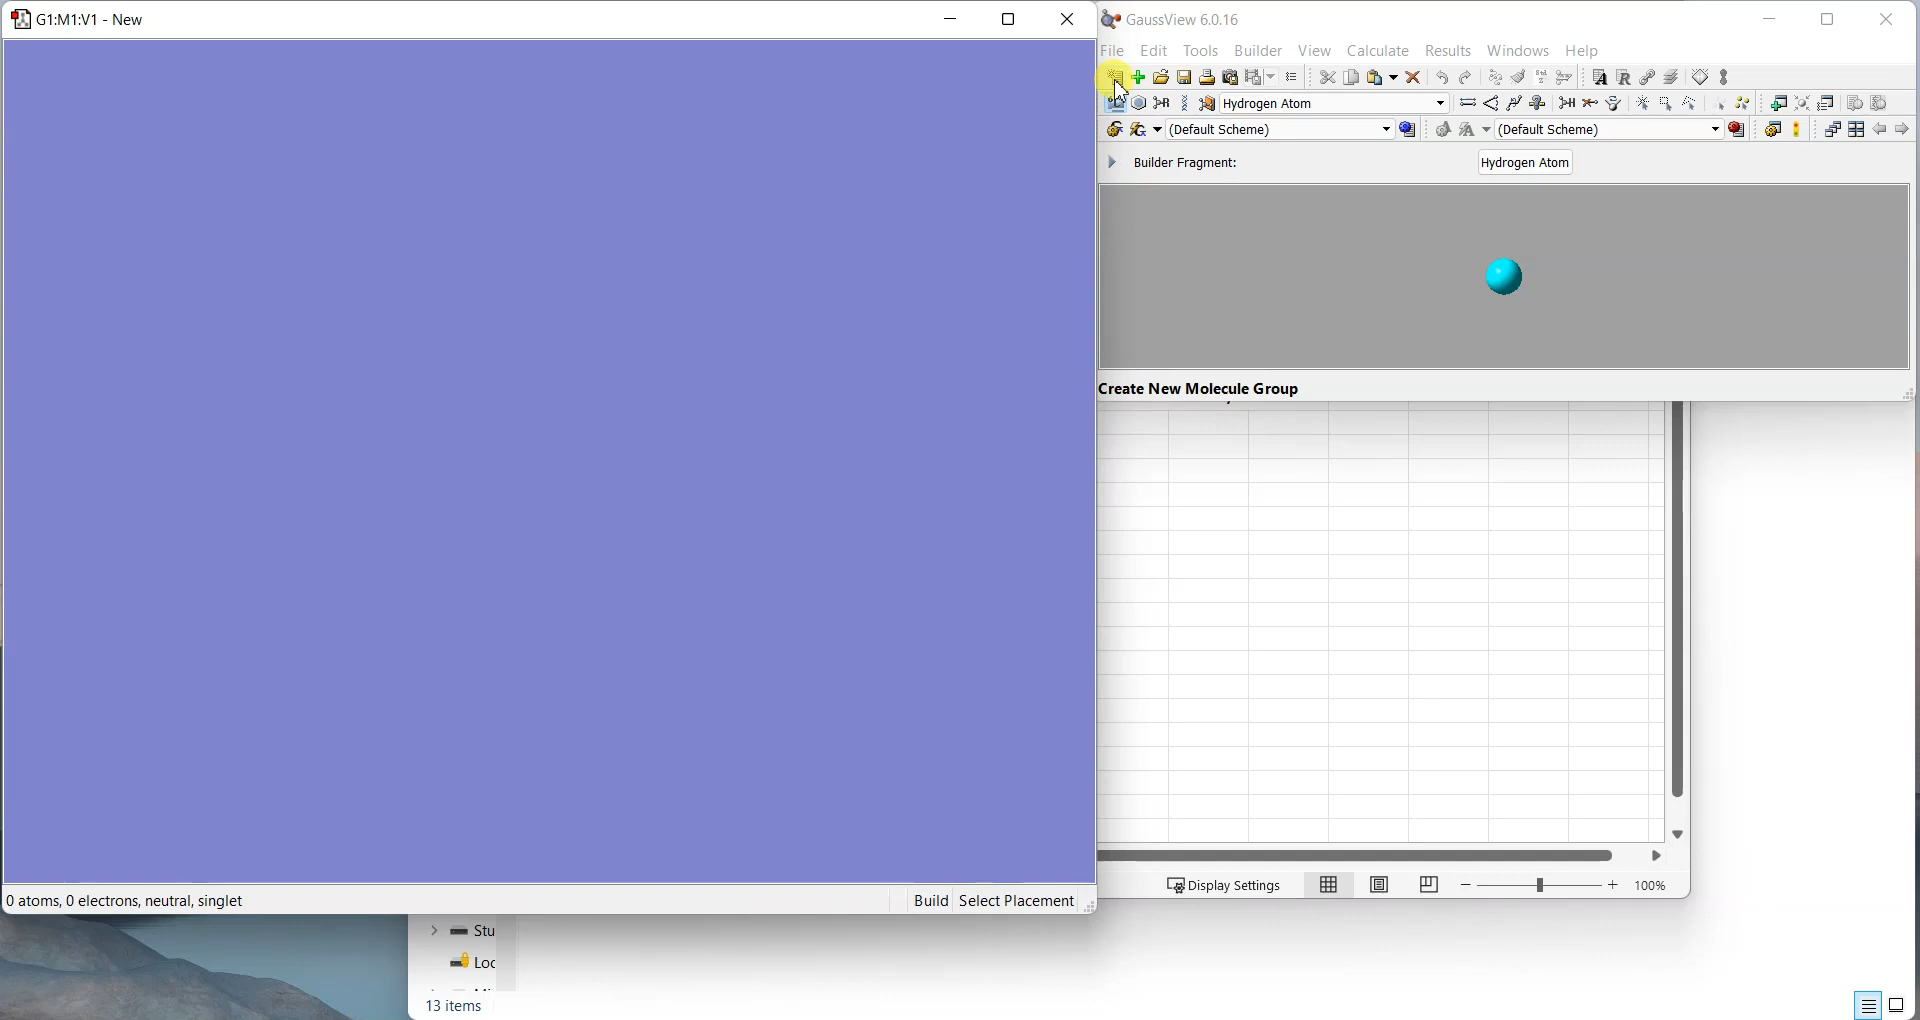 G1:M1:V1 - New
GaussView 6.0.16
File Edit Tools Builder View Calculate Results Windows Help
Hydrogen Atom
(Default Scheme) (Default Scheme)
Builder Fragment: Hydrogen Atom
Create New Molecule Group
Display Settings 100%
0 atoms, 0 electrons, neutral, singlet Build Select Placement
Stu
Loc
13 items